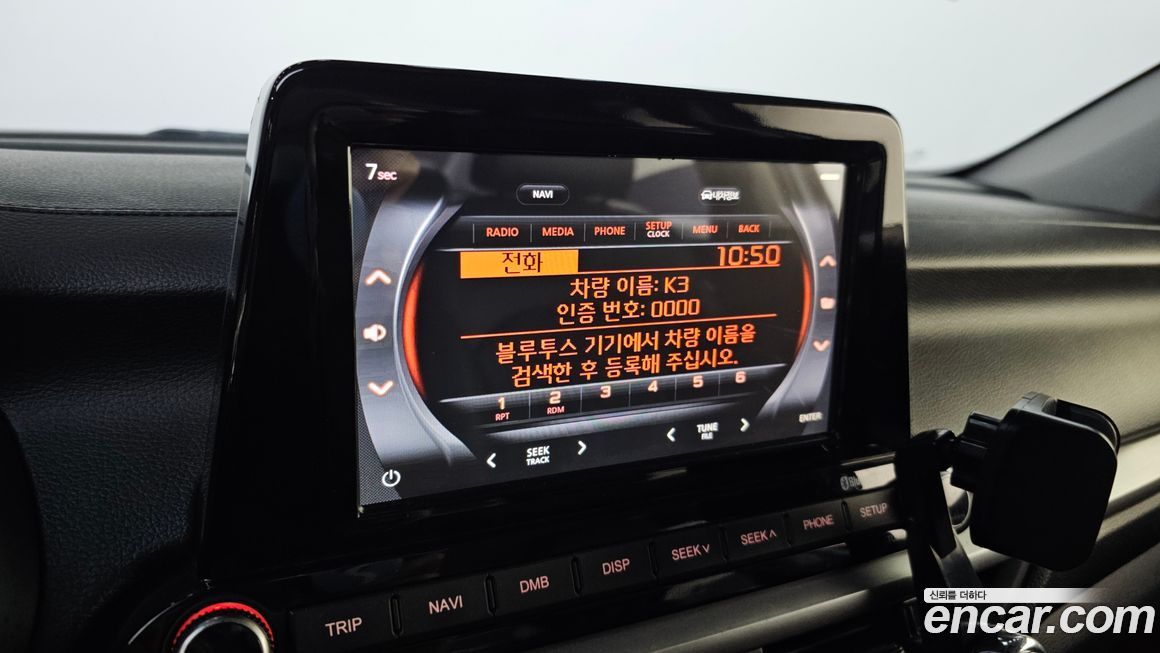 7sec
NAVI
내차정보
RADIO MEDIA PHONE SETUP CLOCK MENU BACK
전화 10:50
차량 이름: K3
인증 번호: 0000
블루투스 기기에서 차량 이름을
검색한 후 등록해 주십시오.
1 RPT 2 RDM 3 4 5 6
SEEK TRACK
TUNE FILE
ENTER
TRIP NAVI DMB DISP SEEK SEEK PHONE SETUP
신뢰를 더하다
encar.com